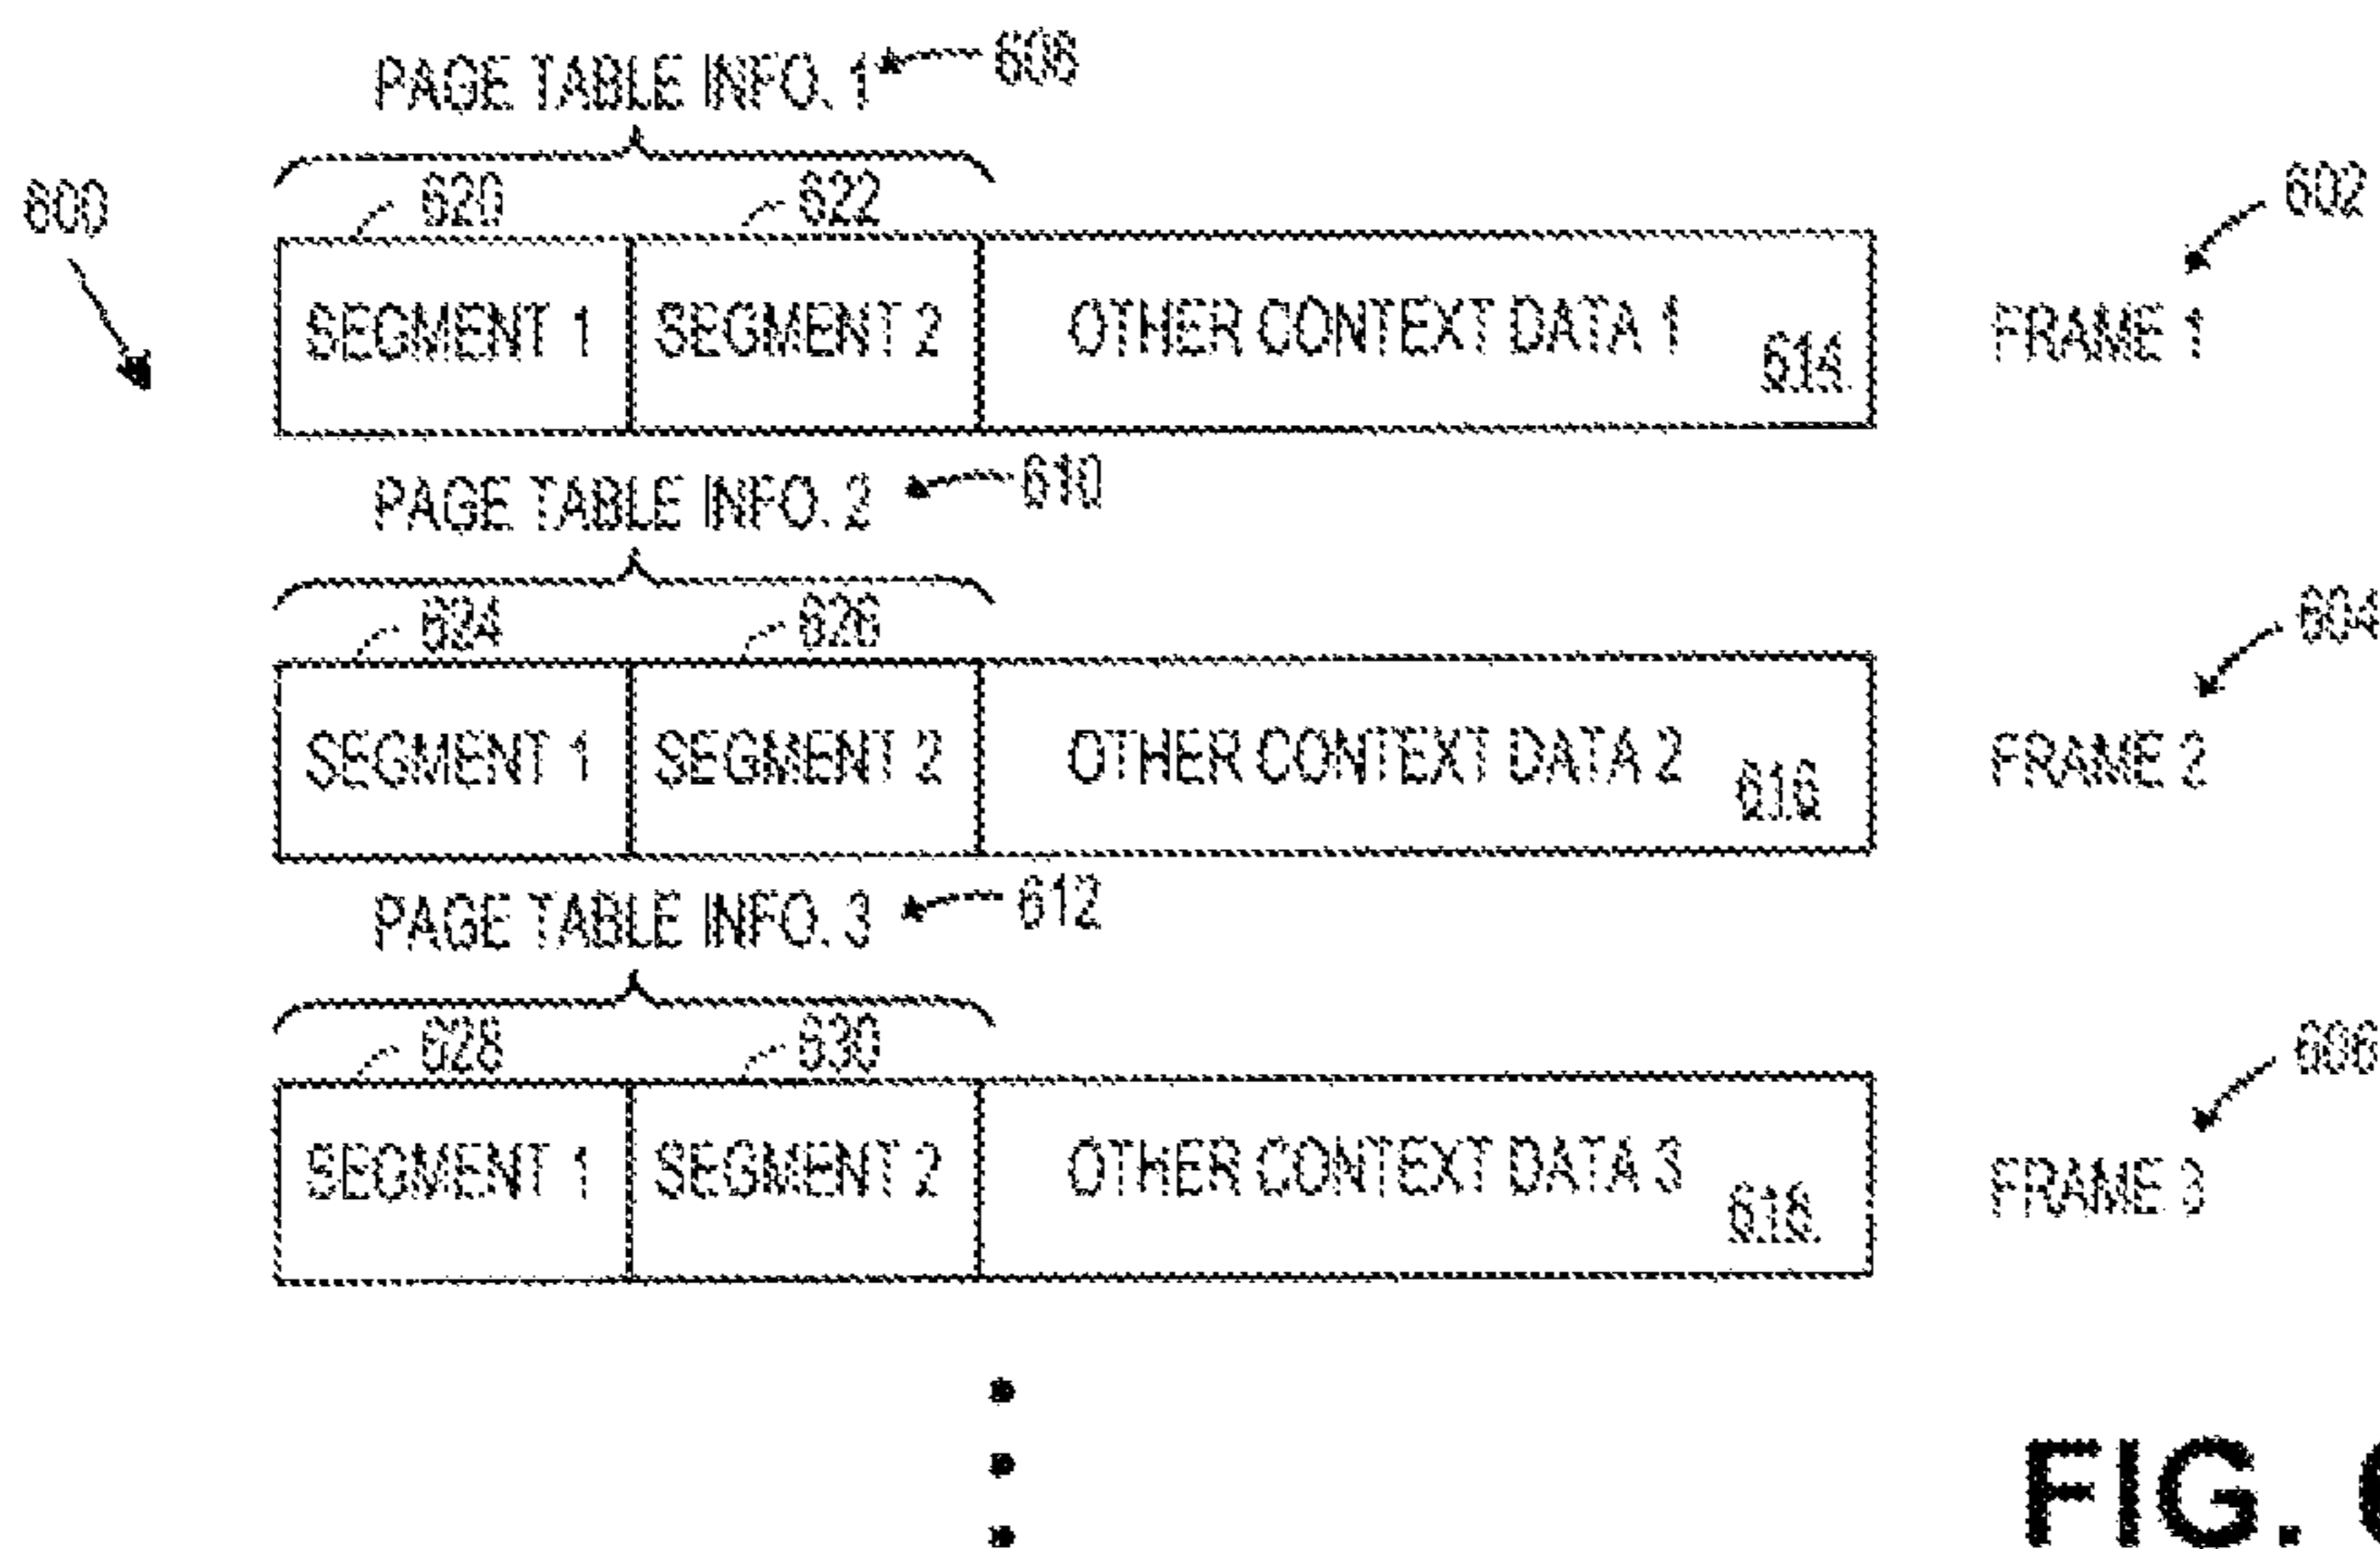 PAGE TABLE INFO. 1 608
600
620 622
602
SEGMENT 1 SEGMENT 2 OTHER CONTEXT DATA 1 614 FRAME 1
PAGE TABLE INFO. 2 610
624 626
604
SEGMENT 1 SEGMENT 2 OTHER CONTEXT DATA 2 616 FRAME 2
PAGE TABLE INFO. 3 612
628 630
606
SEGMENT 1 SEGMENT 2 OTHER CONTEXT DATA 3 618 FRAME 3
FIG.